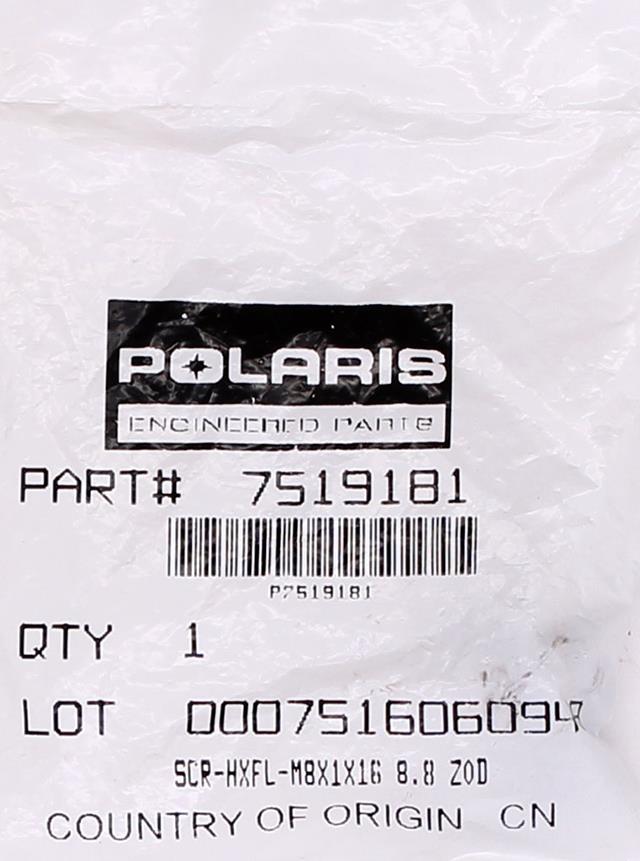 POLARIS
ENGINEERED PARTS
PART# 7519181
P7519181
QTY 1
LOT 000751606094
SCR-HXFL-M8X1X16 8.8 ZOD
COUNTRY OF ORIGIN CN